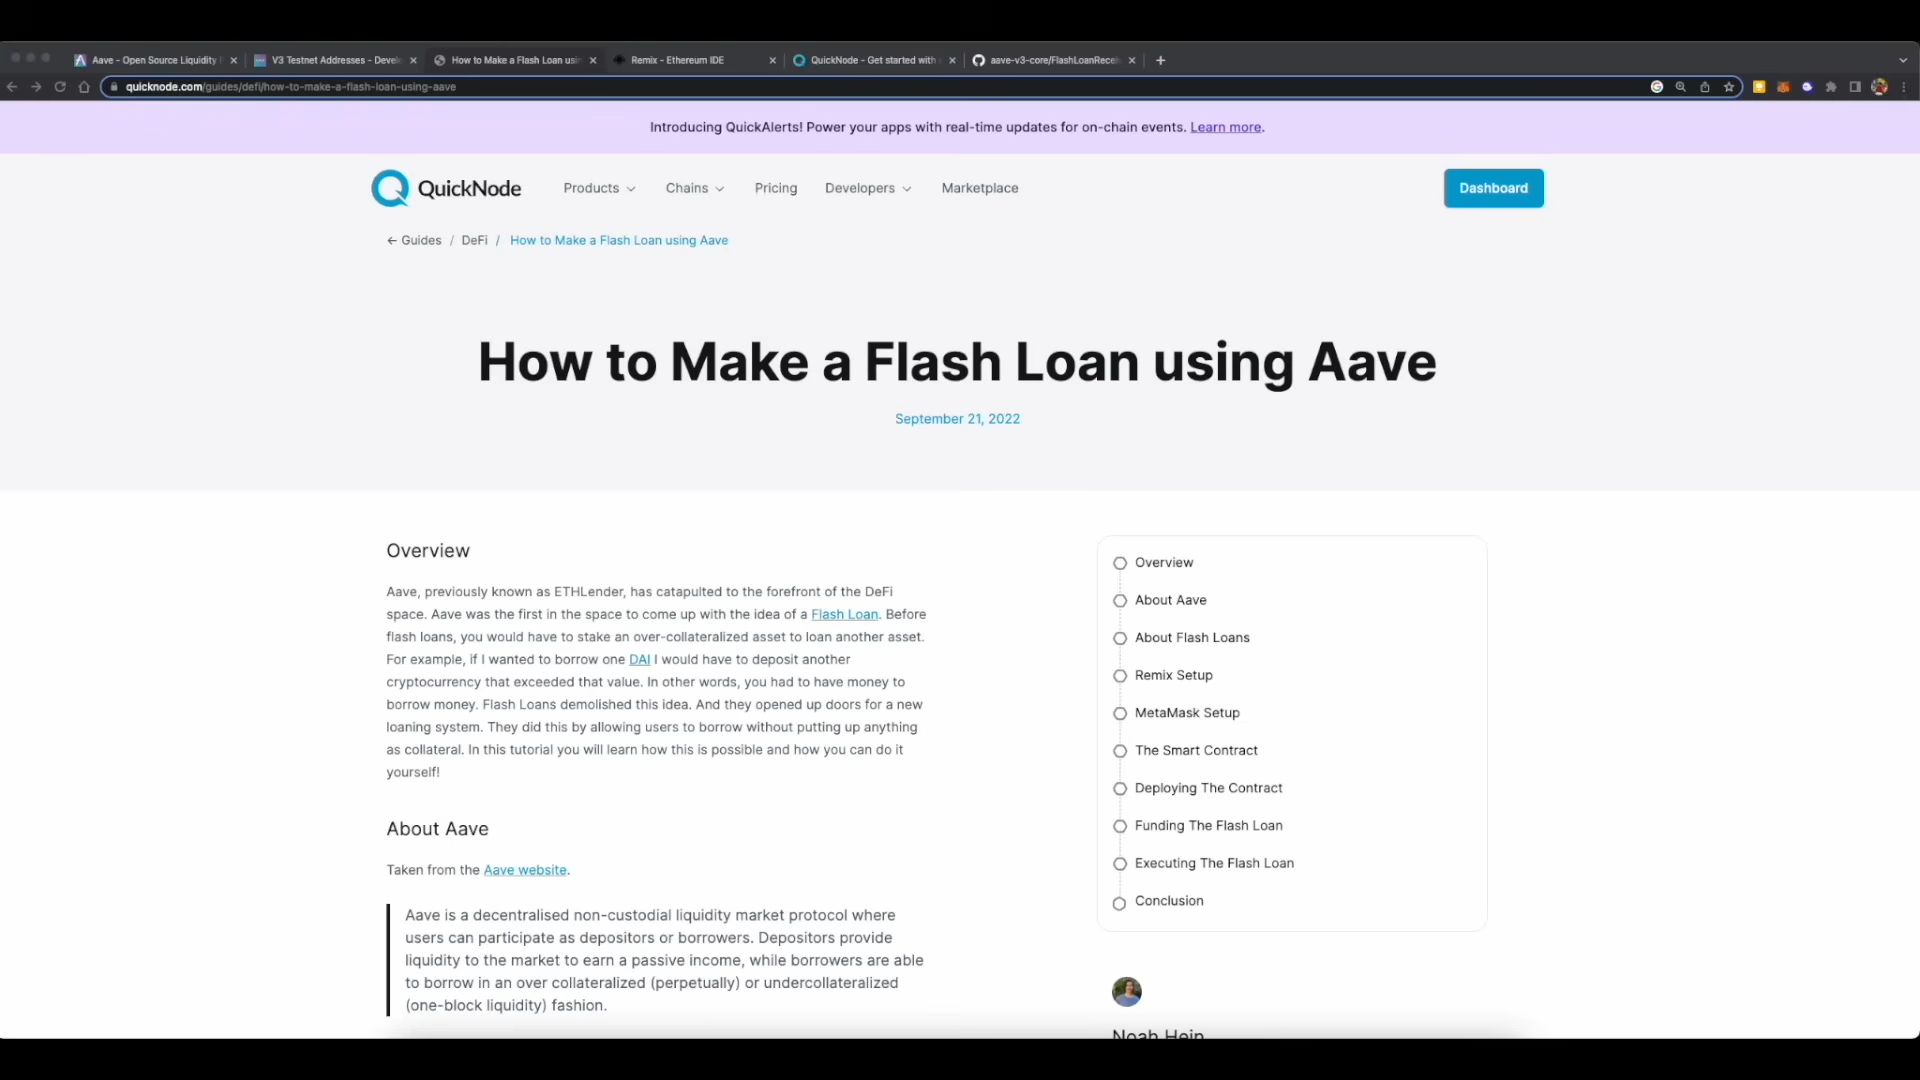 Aave - Open Source Liquidity
V3 Testnet Addresses - Devel
How to Make a Flash Loan usin
Remix - Ethereum IDE
QuickNode - Get started with
aave-v3-core/FlashLoanRecei
quicknode.com/guides/defi/how-to-make-a-flash-loan-using-aave
Introducing QuickAlerts! Power your apps with real-time updates for on-chain events. Learn more.
QuickNode
Products
Chains
Pricing
Developers
Marketplace
Dashboard
← Guides / DeFi / How to Make a Flash Loan using Aave
How to Make a Flash Loan using Aave
September 21, 2022
Overview
Aave, previously known as ETHLender, has catapulted to the forefront of the DeFi
space. Aave was the first in the space to come up with the idea of a Flash Loan. Before
flash loans, you would have to stake an over-collateralized asset to loan another asset.
For example, if I wanted to borrow one DAI I would have to deposit another
cryptocurrency that exceeded that value. In other words, you had to have money to
borrow money. Flash Loans demolished this idea. And they opened up doors for a new
loaning system. They did this by allowing users to borrow without putting up anything
as collateral. In this tutorial you will learn how this is possible and how you can do it
yourself!
About Aave
Taken from the Aave website.
Aave is a decentralised non-custodial liquidity market protocol where
users can participate as depositors or borrowers. Depositors provide
liquidity to the market to earn a passive income, while borrowers are able
to borrow in an over collateralized (perpetually) or undercollateralized
(one-block liquidity) fashion.
Overview
About Aave
About Flash Loans
Remix Setup
MetaMask Setup
The Smart Contract
Deploying The Contract
Funding The Flash Loan
Executing The Flash Loan
Conclusion
Noah Hein